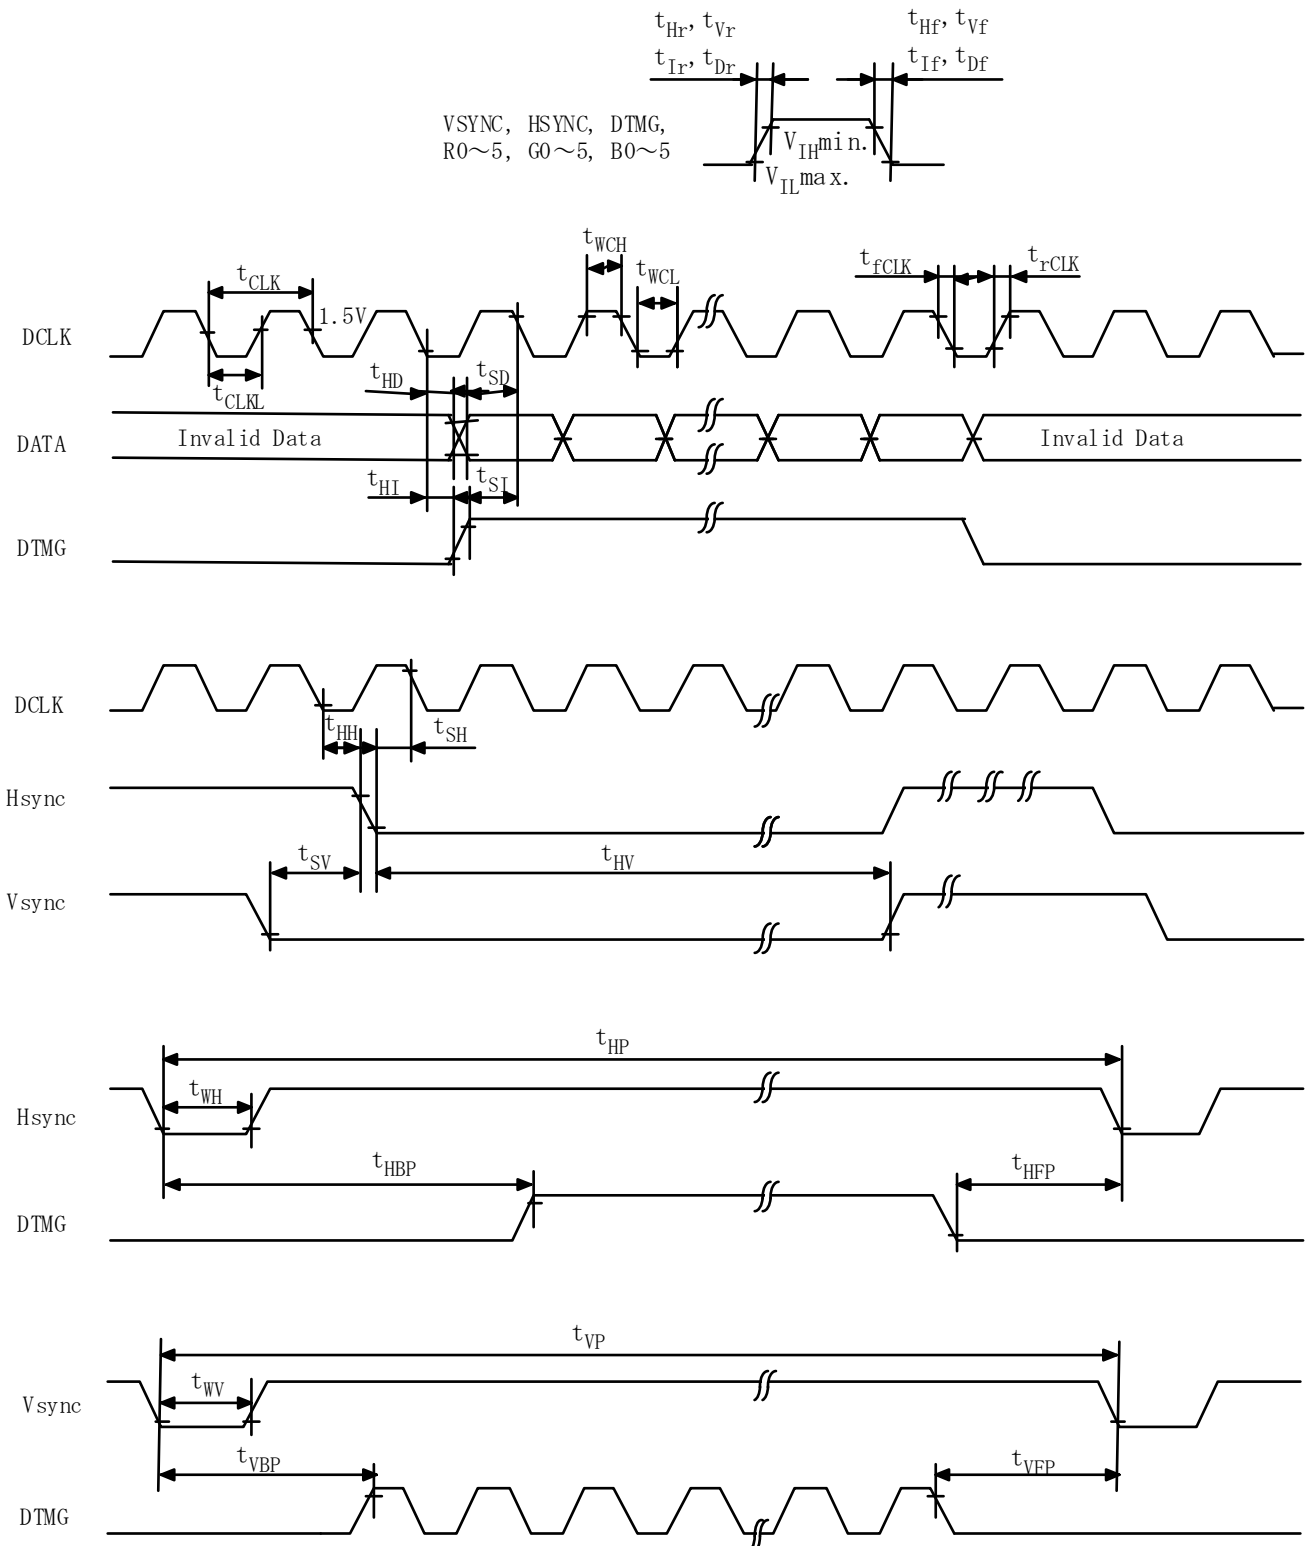 tHr, tVr
tHf, tVf
tIr, tDr
tIf, tDf
VSYNC, HSYNC, DTMG,
R0～5, G0～5, B0～5
VIHmin.
VILmax.
tCLK
tWCH
tWCL
tfCLK
trCLK
1.5V
DCLK
tCLKL
tHD
tSD
DATA
Invalid Data
Invalid Data
tHI
tSI
DTMG
DCLK
tHH
tSH
Hsync
tSV
tHV
Vsync
tHP
tWH
Hsync
tHBP
tHFP
DTMG
tVP
tWV
Vsync
tVBP
tVFP
DTMG